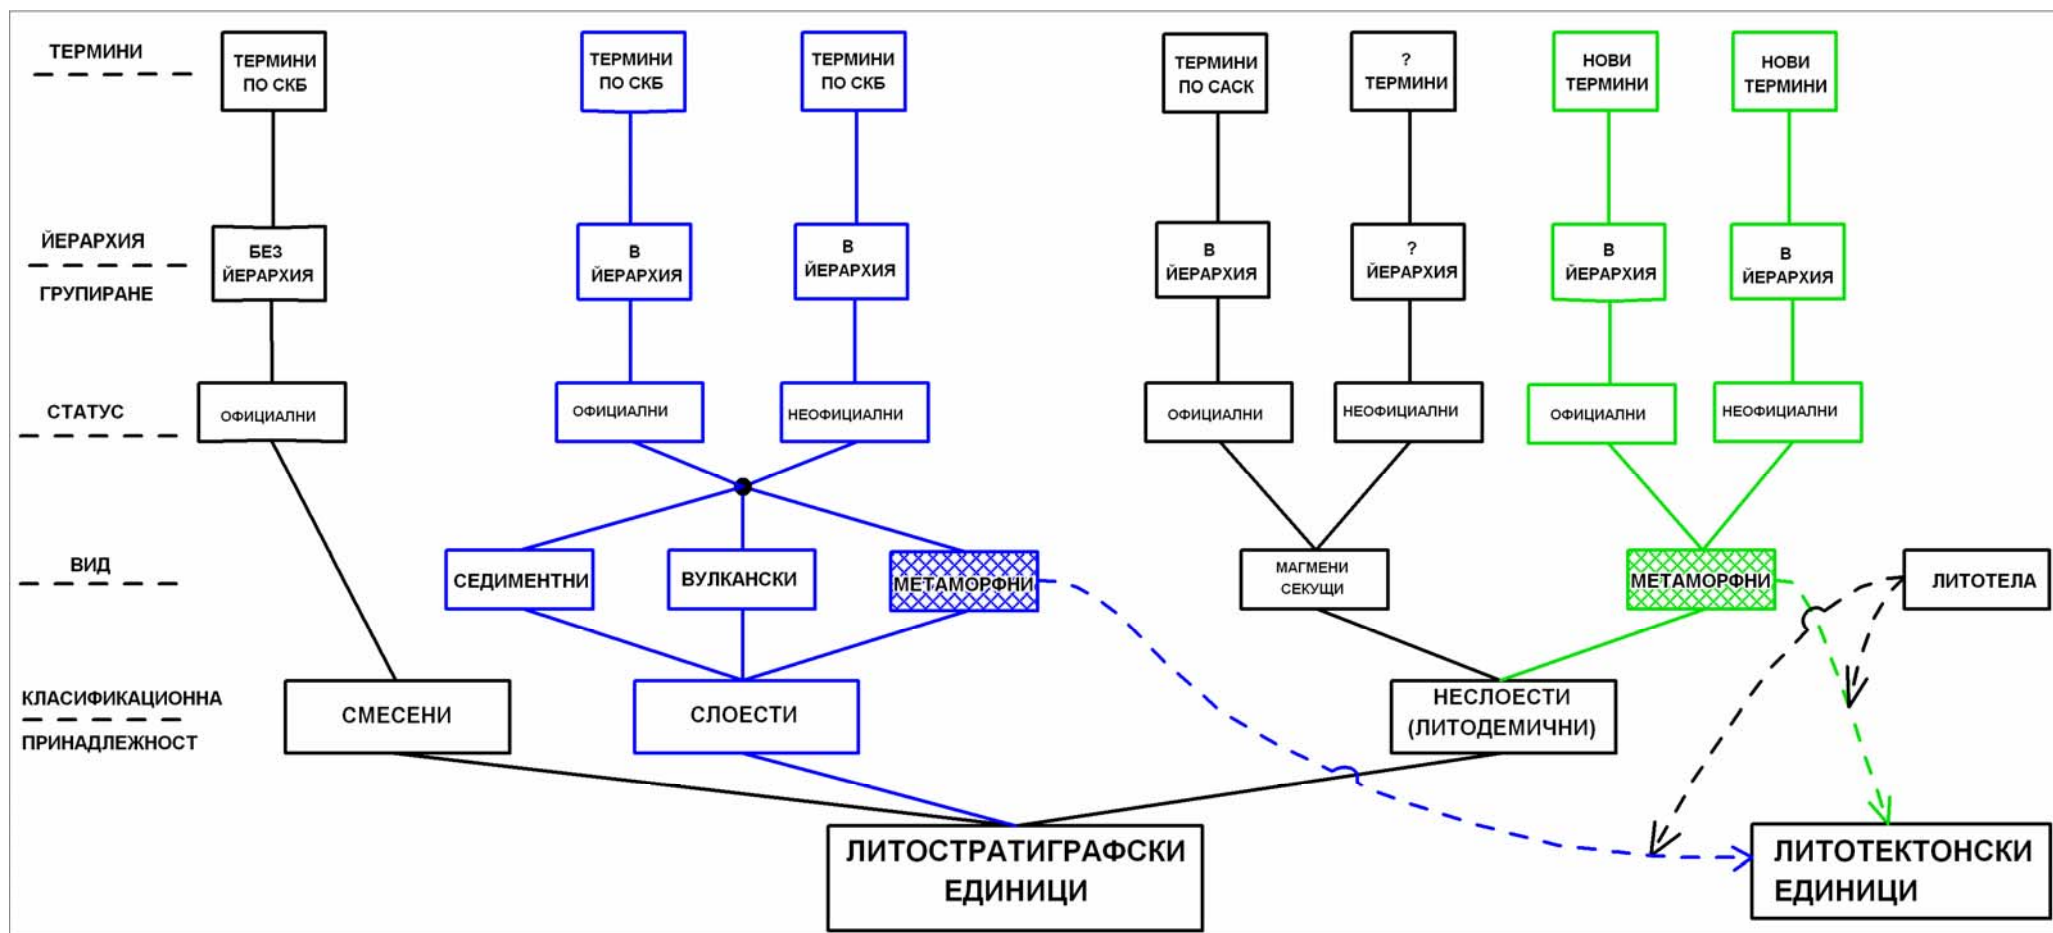 ТЕРМИНИ
ТЕРМИНИ
ПО СКБ
ТЕРМИНИ
ПО СКБ
ТЕРМИНИ
ПО СКБ
ТЕРМИНИ
ПО САСК
?
ТЕРМИНИ
НОВИ
ТЕРМИНИ
НОВИ
ТЕРМИНИ
ЙЕРАРХИЯ
ГРУПИРАНЕ
БЕЗ
ЙЕРАРХИЯ
В
ЙЕРАРХИЯ
В
ЙЕРАРХИЯ
В
ЙЕРАРХИЯ
?
ЙЕРАРХИЯ
В
ЙЕРАРХИЯ
В
ЙЕРАРХИЯ
СТАТУС
ОФИЦИАЛНИ
ОФИЦИАЛНИ
НЕОФИЦИАЛНИ
ОФИЦИАЛНИ
НЕОФИЦИАЛНИ
ОФИЦИАЛНИ
НЕОФИЦИАЛНИ
ВИД
СЕДИМЕНТНИ
ВУЛКАНСКИ
МЕТАМОРФНИ
МАГМЕНИ
СЕКУЩИ
МЕТАМОРФНИ
ЛИТОТЕЛА
КЛАСИФИКАЦИОННА
ПРИНАДЛЕЖНОСТ
СМЕСЕНИ
СЛОЕСТИ
НЕСЛОЕСТИ
(ЛИТОДЕМИЧНИ)
ЛИТОСТРАТИГРАФСКИ
ЕДИНИЦИ
ЛИТОТЕКТОНСКИ
ЕДИНИЦИ